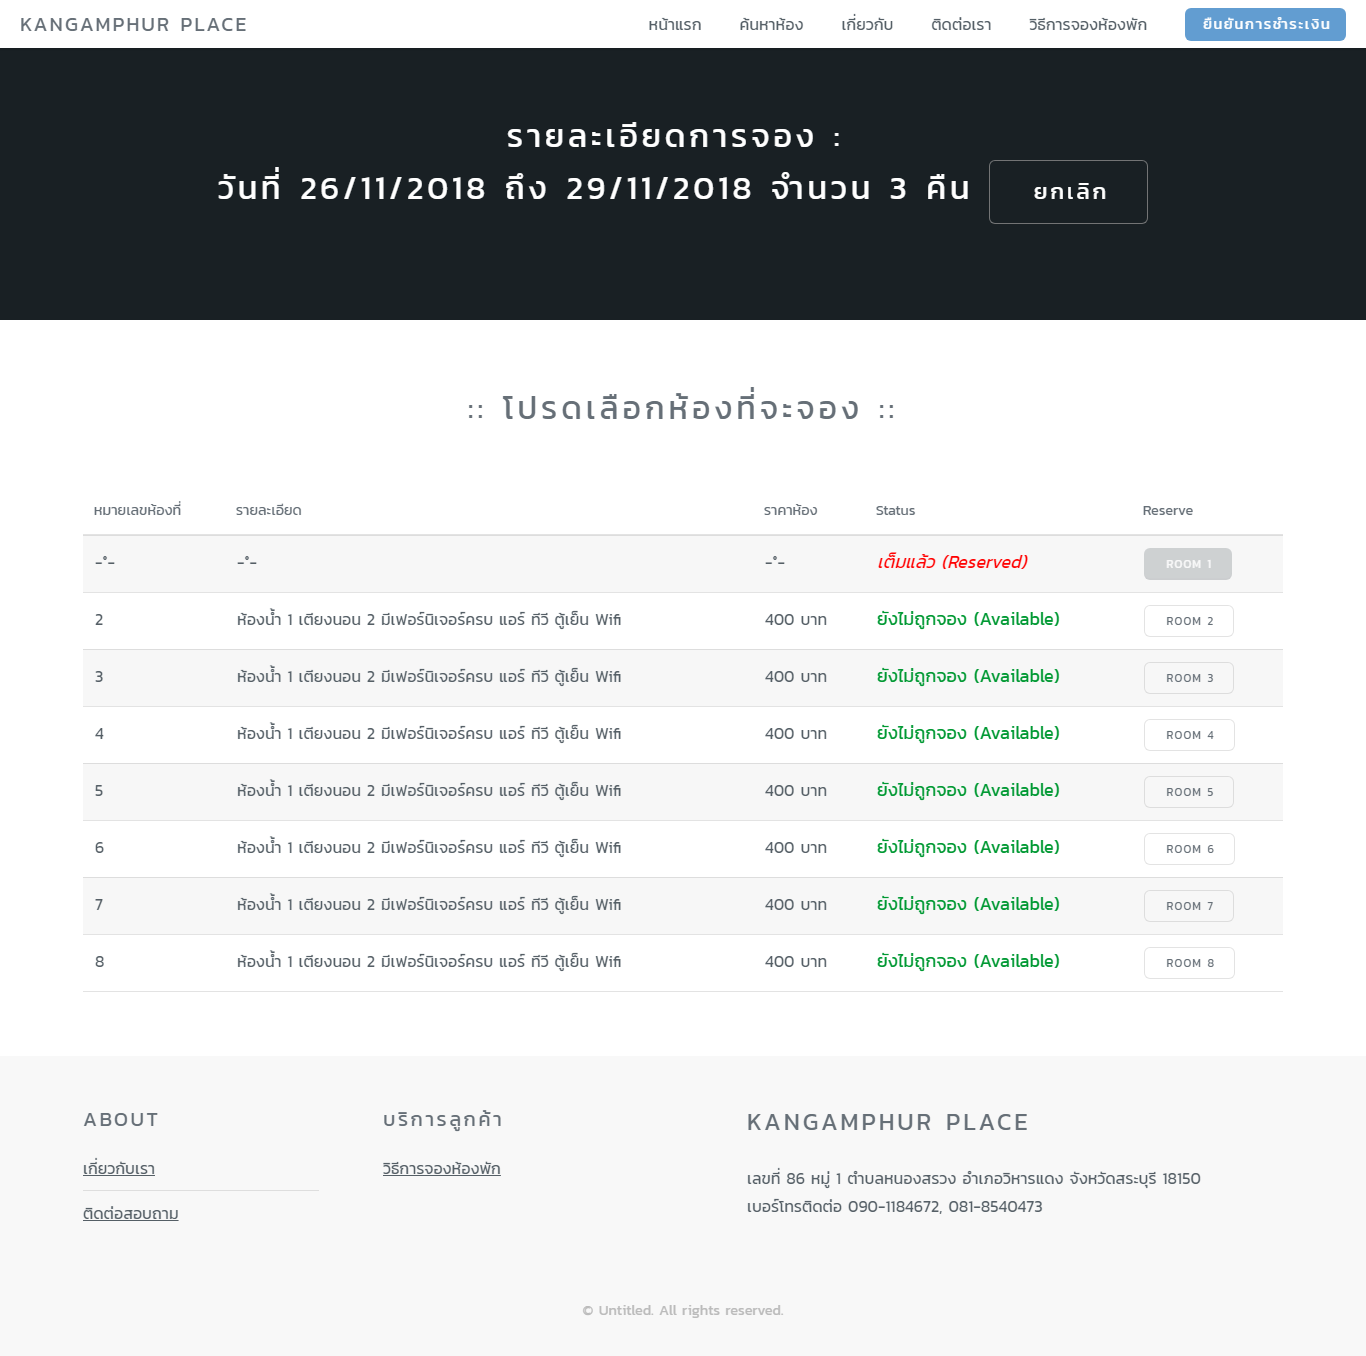 KANGAMPHUR PLACE หน้าแรก ค้นหาห้อง เกี่ยวกับ ติดต่อเรา วิธีการจองห้องพัก ยืนยันการชำระเงิน
รายละเอียดการจอง :
วันที่ 26/11/2018 ถึง 29/11/2018 จำนวน 3 คืน ยกเลิก
:: โปรดเลือกห้องที่จะจอง ::
หมายเลขห้องที่ รายละเอียด ราคาห้อง Status Reserve
-*- -*- -*- เต็มแล้ว (Reserved) ROOM 1
2 ห้องน้ำ 1 เตียงนอน 2 มีเฟอร์นิเจอร์ครบ แอร์ ทีวี ตู้เย็น Wifi 400 บาท ยังไม่ถูกจอง (Available) ROOM 2
3 ห้องน้ำ 1 เตียงนอน 2 มีเฟอร์นิเจอร์ครบ แอร์ ทีวี ตู้เย็น Wifi 400 บาท ยังไม่ถูกจอง (Available) ROOM 3
4 ห้องน้ำ 1 เตียงนอน 2 มีเฟอร์นิเจอร์ครบ แอร์ ทีวี ตู้เย็น Wifi 400 บาท ยังไม่ถูกจอง (Available) ROOM 4
5 ห้องน้ำ 1 เตียงนอน 2 มีเฟอร์นิเจอร์ครบ แอร์ ทีวี ตู้เย็น Wifi 400 บาท ยังไม่ถูกจอง (Available) ROOM 5
6 ห้องน้ำ 1 เตียงนอน 2 มีเฟอร์นิเจอร์ครบ แอร์ ทีวี ตู้เย็น Wifi 400 บาท ยังไม่ถูกจอง (Available) ROOM 6
7 ห้องน้ำ 1 เตียงนอน 2 มีเฟอร์นิเจอร์ครบ แอร์ ทีวี ตู้เย็น Wifi 400 บาท ยังไม่ถูกจอง (Available) ROOM 7
8 ห้องน้ำ 1 เตียงนอน 2 มีเฟอร์นิเจอร์ครบ แอร์ ทีวี ตู้เย็น Wifi 400 บาท ยังไม่ถูกจอง (Available) ROOM 8
ABOUT
เกี่ยวกับเรา
ติดต่อสอบถาม
บริการลูกค้า
วิธีการจองห้องพัก
KANGAMPHUR PLACE
เลขที่ 86 หมู่ 1 ตำบลหนองสรวง อำเภอวิหารแดง จังหวัดสระบุรี 18150
เบอร์โทรติดต่อ 090-1184672, 081-8540473
© Untitled. All rights reserved.